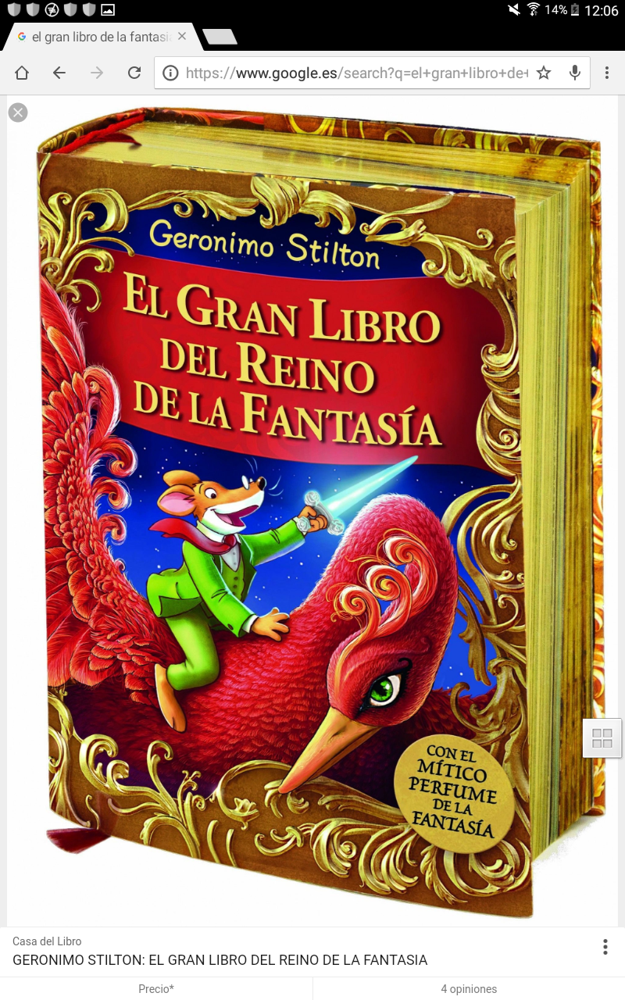 14% 12:06
el gran libro de la fantasi
https://www.google.es/search?q=el+gran+libro+de+
Geronimo Stilton
EL GRAN LIBRO
DEL REINO
DE LA FANTASÍA
CON EL
MÍTICO
PERFUME
DE LA
FANTASÍA
Casa del Libro
GERONIMO STILTON: EL GRAN LIBRO DEL REINO DE LA FANTASIA
Precio* 4 opiniones